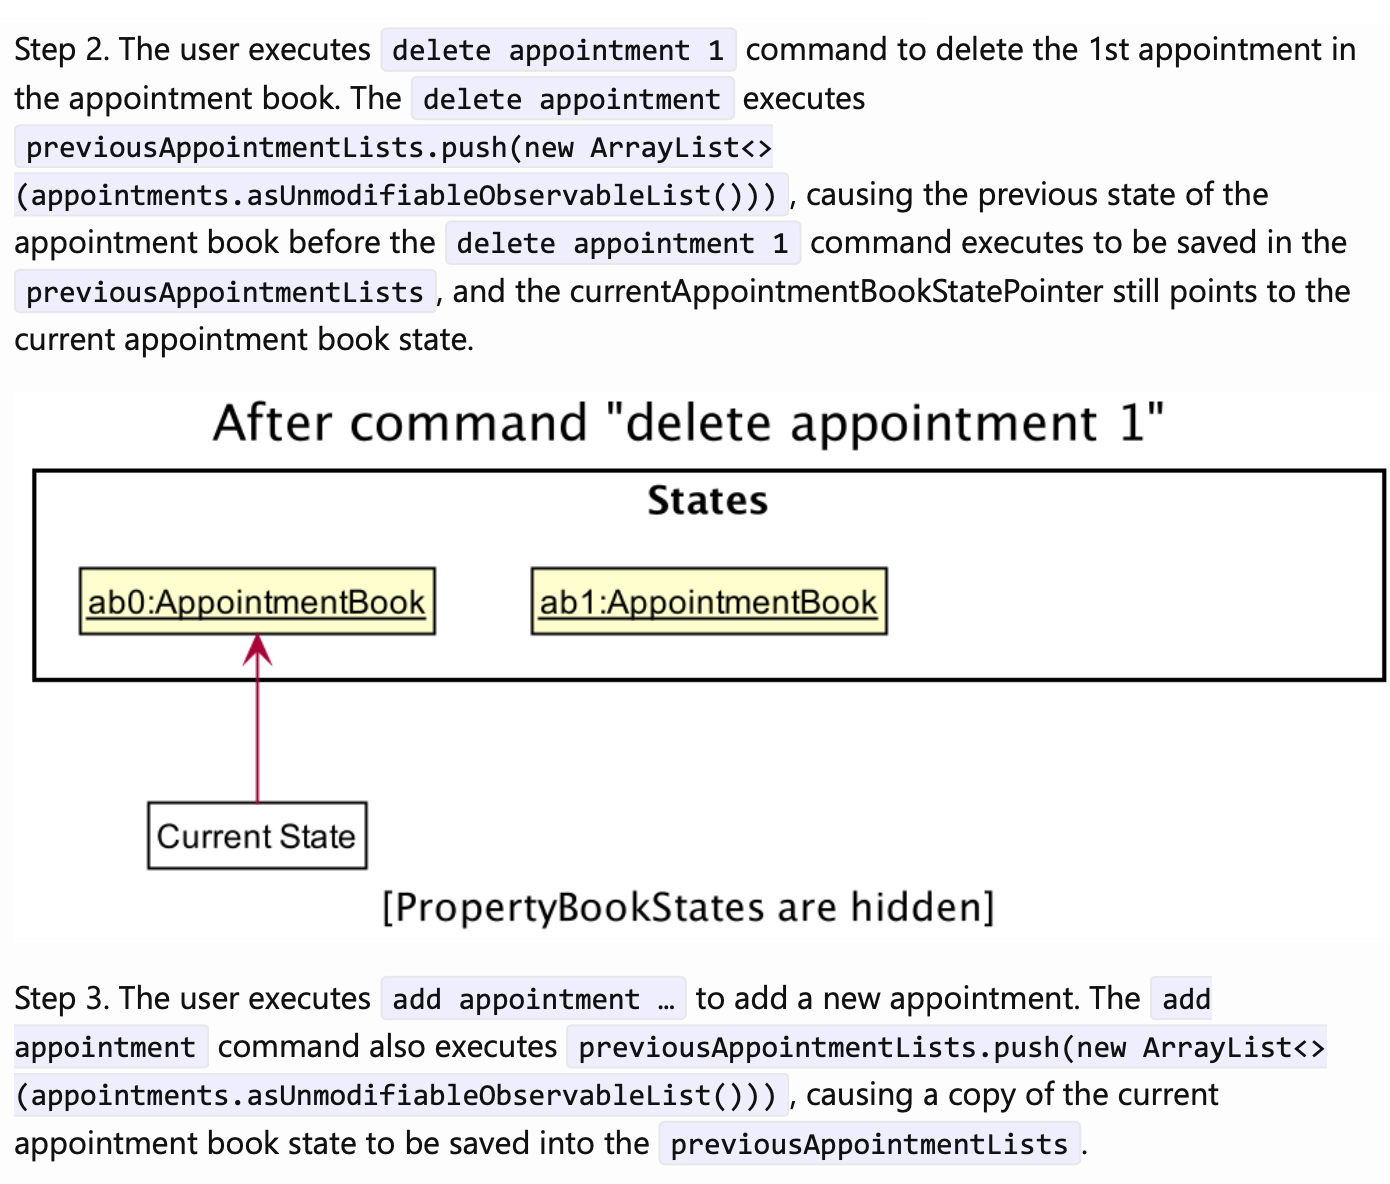 Step 2. The user executes delete appointment 1 command to delete the 1st appointment in
the appointment book. The delete appointment executes
previousAppointmentLists.push(new ArrayList<>
(appointments.asUnmodifiableObservableList())) , causing the previous state of the
appointment book before the delete appointment 1 command executes to be saved in the
previousAppointmentLists , and the currentAppointmentBookStatePointer still points to the
current appointment book state.
After command "delete appointment 1"
States
ab0:AppointmentBook
ab1:AppointmentBook
Current State
[PropertyBookStates are hidden]
Step 3. The user executes add appointment … to add a new appointment. The add
appointment command also executes previousAppointmentLists.push(new ArrayList<>
(appointments.asUnmodifiableObservableList())) , causing a copy of the current
appointment book state to be saved into the previousAppointmentLists .